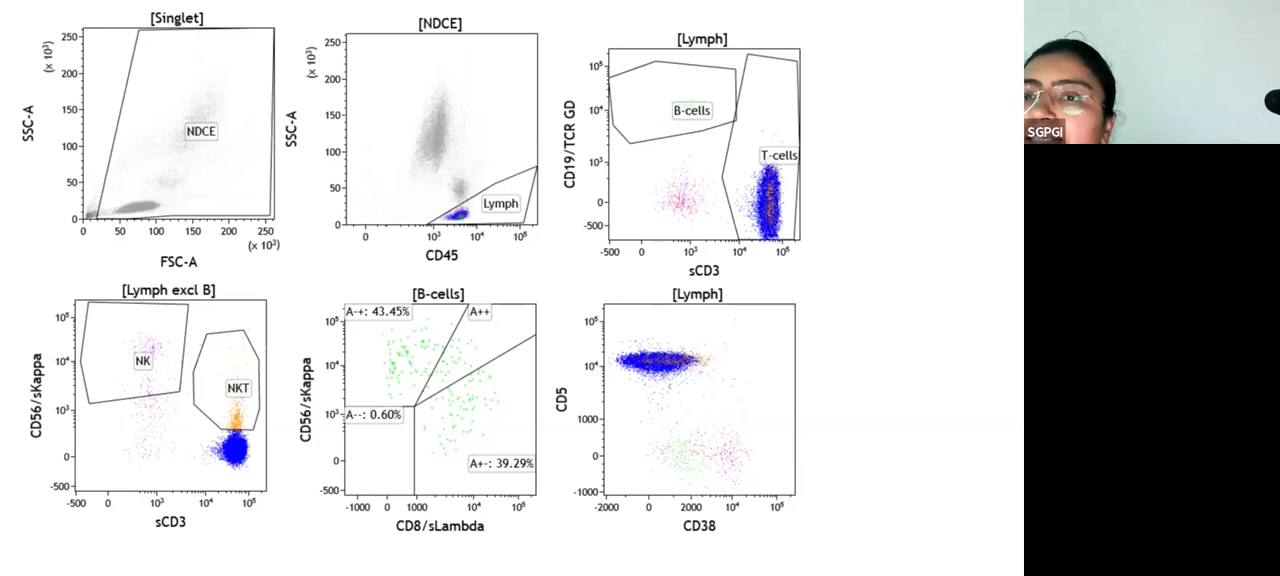 [Singlet]
250
200
150
100
50
0
(x 10³)
SSC-A
NDCE
0
50
100
150
200
250
(x 10³)
FSC-A
[NDCE]
250
200
150
100
50
0
(x 10³)
SSC-A
Lymph
0
10³
10⁴
10⁵
CD45
[Lymph]
10⁵
10⁴
10³
-500
CD19/TCR GD
B-cells
T-cells
-500
0
10³
10⁴
10⁵
sCD3
SGPGI
[Lymph excl B]
10⁵
10⁴
10³
0
-500
CD56/sKappa
NK
NKT
-500
0
10³
10⁴
10⁵
sCD3
[B-cells]
10⁵
10⁴
10³
0
-500
CD56/sKappa
A-+: 43.45%
A++
A--: 0.60%
A+-: 39.29%
-1000
0
1000
10⁴
10⁵
CD8/sLambda
[Lymph]
10⁵
10⁴
1000
0
-1000
CD5
-2000
0
2000
10⁴
10⁵
CD38